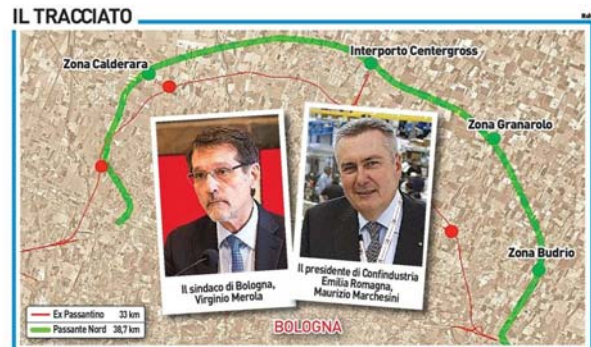 IL TRACCIATO
Zona Calderara
Interporto Centergross
Zona Granarolo
Zona Budrio
Il sindaco di Bologna,
Virginio Merola
Il presidente di Confindustria
Emilia Romagna,
Maurizio Marchesini
BOLOGNA
Ex Passantino 33 km
Passante Nord 38,7 km